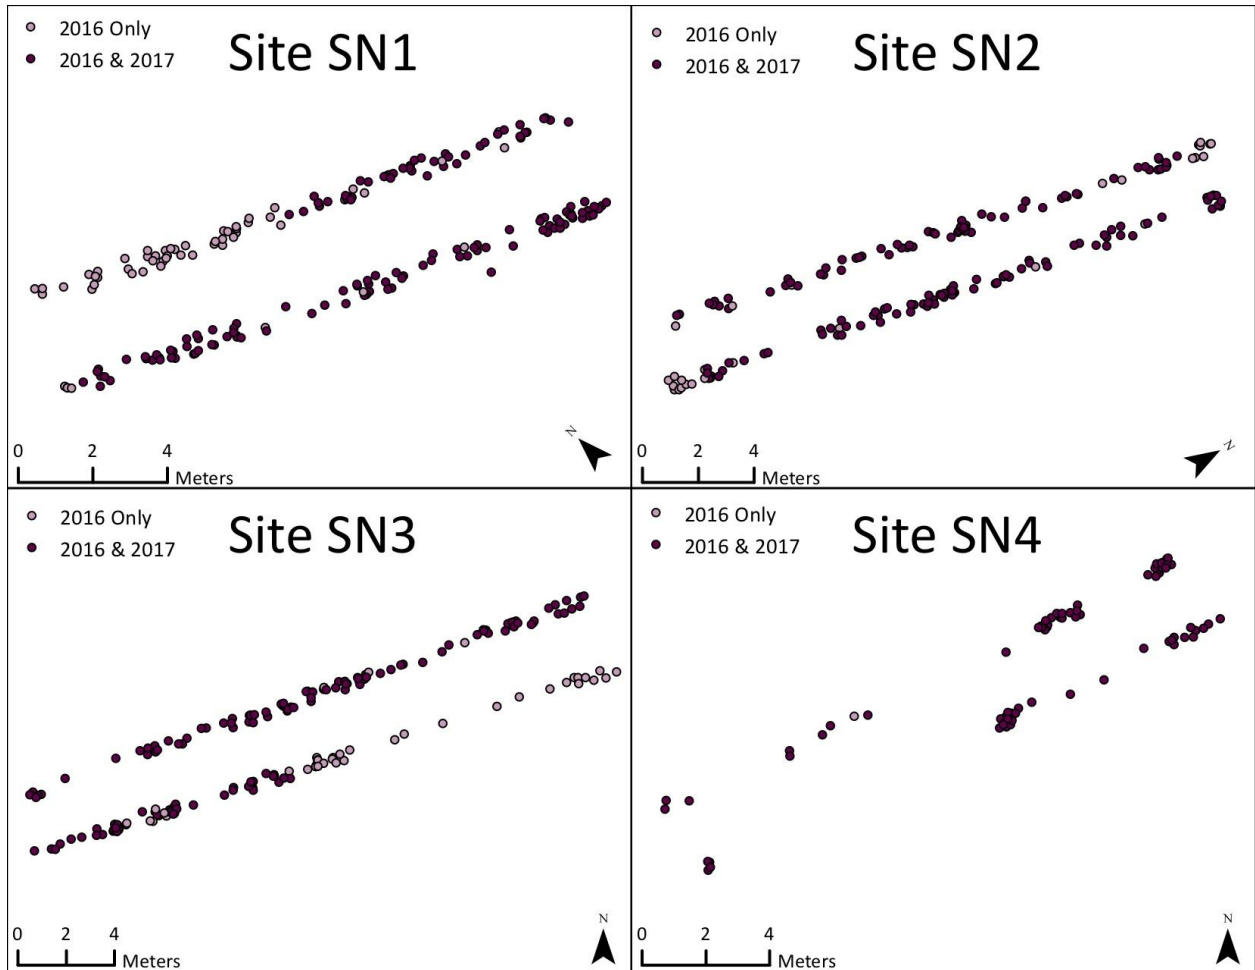 2016 Only
2016 & 2017
Site SN1
0 2 4
Meters
N
2016 Only
2016 & 2017
Site SN2
0 2 4
Meters
N
2016 Only
2016 & 2017
Site SN3
0 2 4
Meters
N
2016 Only
2016 & 2017
Site SN4
0 2 4
Meters
N